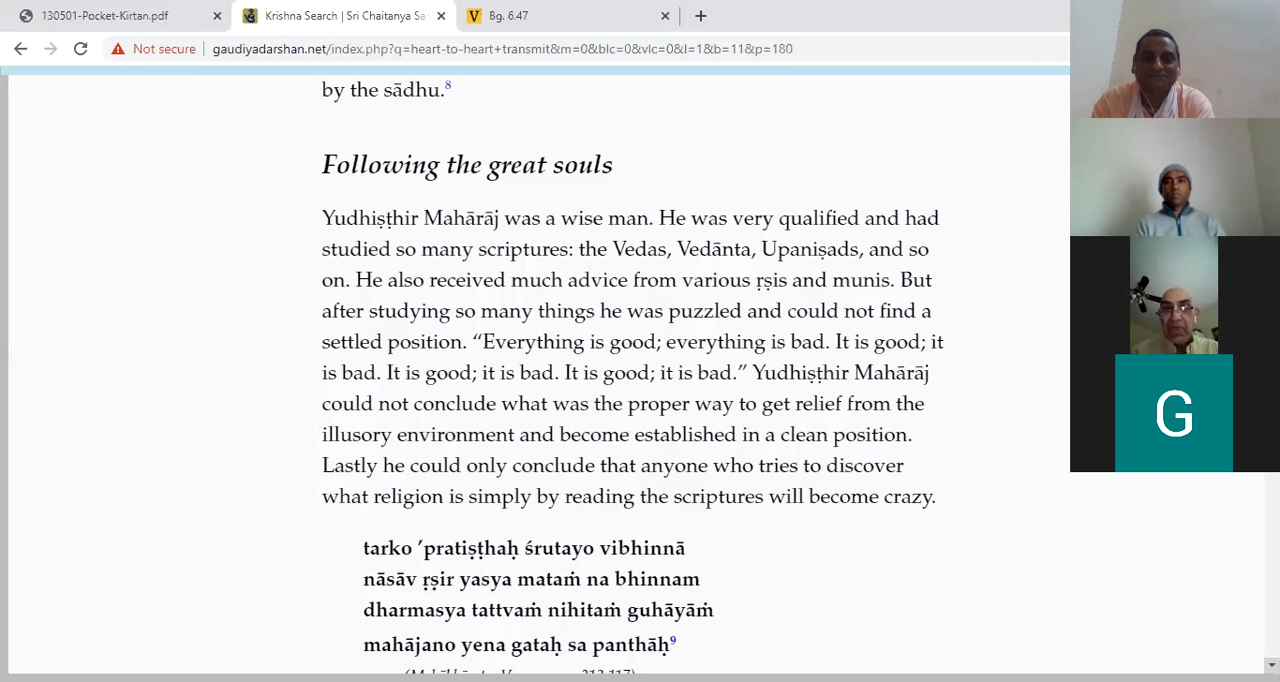 130501-Pocket-Kirtan.pdf
Krishna Search | Sri Chaitanya Sa
Bg. 6.47
Not secure
gaudiyadarshan.net/index.php?q=heart-to-heart+transmit&m=0&blc=0&vlc=0&l=1&b=11&p=180
by the sādhu.8
Following the great souls
Yudhiṣṭhir Mahārāj was a wise man. He was very qualified and had
studied so many scriptures: the Vedas, Vedānta, Upaniṣads, and so
on. He also received much advice from various ṛṣis and munis. But
after studying so many things he was puzzled and could not find a
settled position. “Everything is good; everything is bad. It is good; it
is bad. It is good; it is bad. It is good; it is bad.” Yudhiṣṭhir Mahārāj
could not conclude what was the proper way to get relief from the
illusory environment and become established in a clean position.
Lastly he could only conclude that anyone who tries to discover
what religion is simply by reading the scriptures will become crazy.
tarko ’pratiṣṭhaḥ śrutayo vibhinnā
nāsāv ṛṣir yasya mataṁ na bhinnam
dharmasya tattvaṁ nihitaṁ guhāyāṁ
mahājano yena gataḥ sa panthāḥ9
G